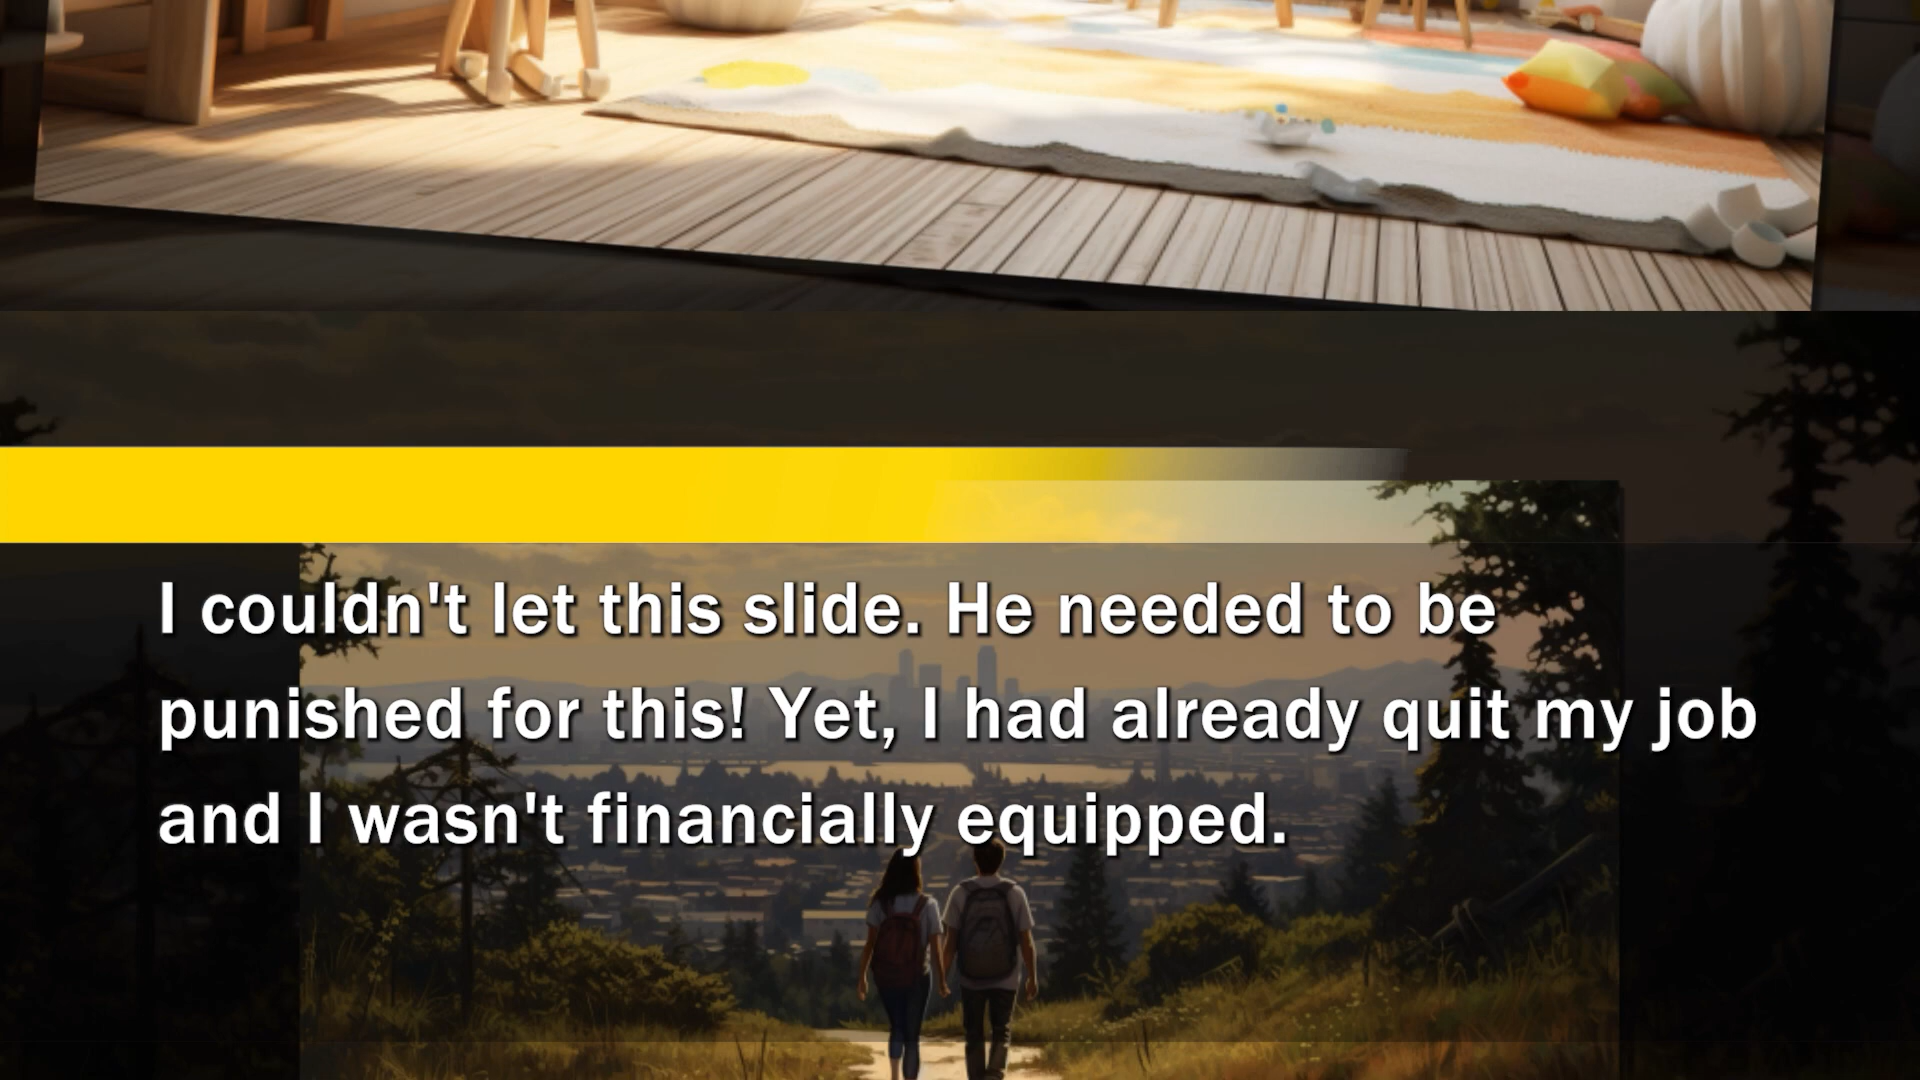 I couldn't let this slide. He needed to be
punished for this! Yet, I had already quit my job
and I wasn't financially equipped.